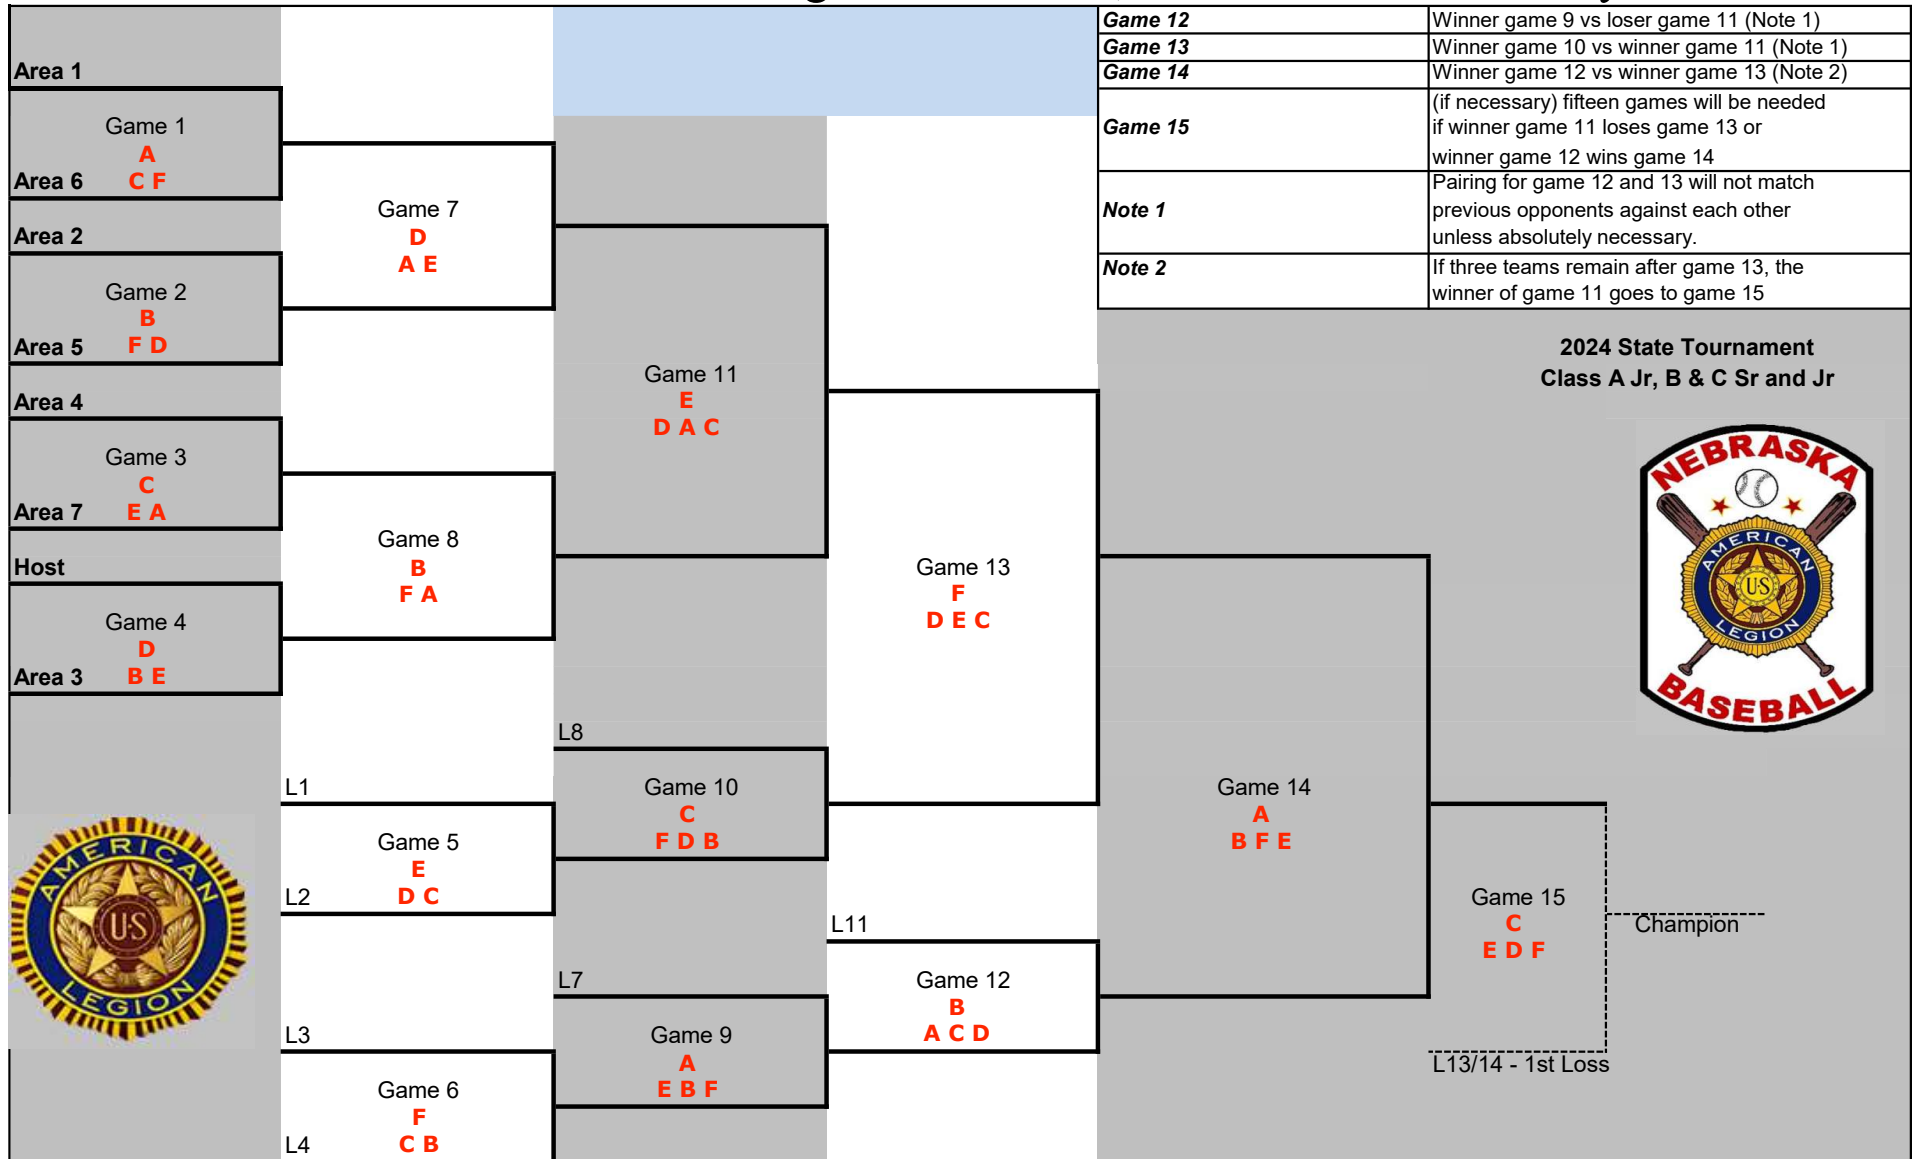 Game 12 Winner game 9 vs loser game 11 (Note 1)
Game 13 Winner game 10 vs winner game 11 (Note 1)
Game 14 Winner game 12 vs winner game 13 (Note 2)
Game 15 (if necessary) fifteen games will be needed
if winner game 11 loses game 13 or
winner game 12 wins game 14
Note 1 Pairing for game 12 and 13 will not match
previous opponents against each other
unless absolutely necessary.
Note 2 If three teams remain after game 13, the
winner of game 11 goes to game 15
2024 State Tournament
Class A Jr, B & C Sr and Jr
NEBRASKA
AMERICAN
U·S
LEGION
BASEBALL
Area 1
Game 1
A
Area 6
C F
Area 2
Game 2
B
Area 5
F D
Area 4
Game 3
C
Area 7
E A
Host
Game 4
D
Area 3
B E
AMERICAN
U·S
LEGION
Game 7
D
A E
Game 8
B
F A
L1
Game 5
E
L2
D C
L3
Game 6
F
L4
C B
Game 11
E
D A C
L8
Game 10
C
F D B
L7
Game 9
A
E B F
Game 13
F
D E C
L11
Game 12
B
A C D
Game 14
A
B F E
Game 15
C
E D F
Champion
L13/14 - 1st Loss